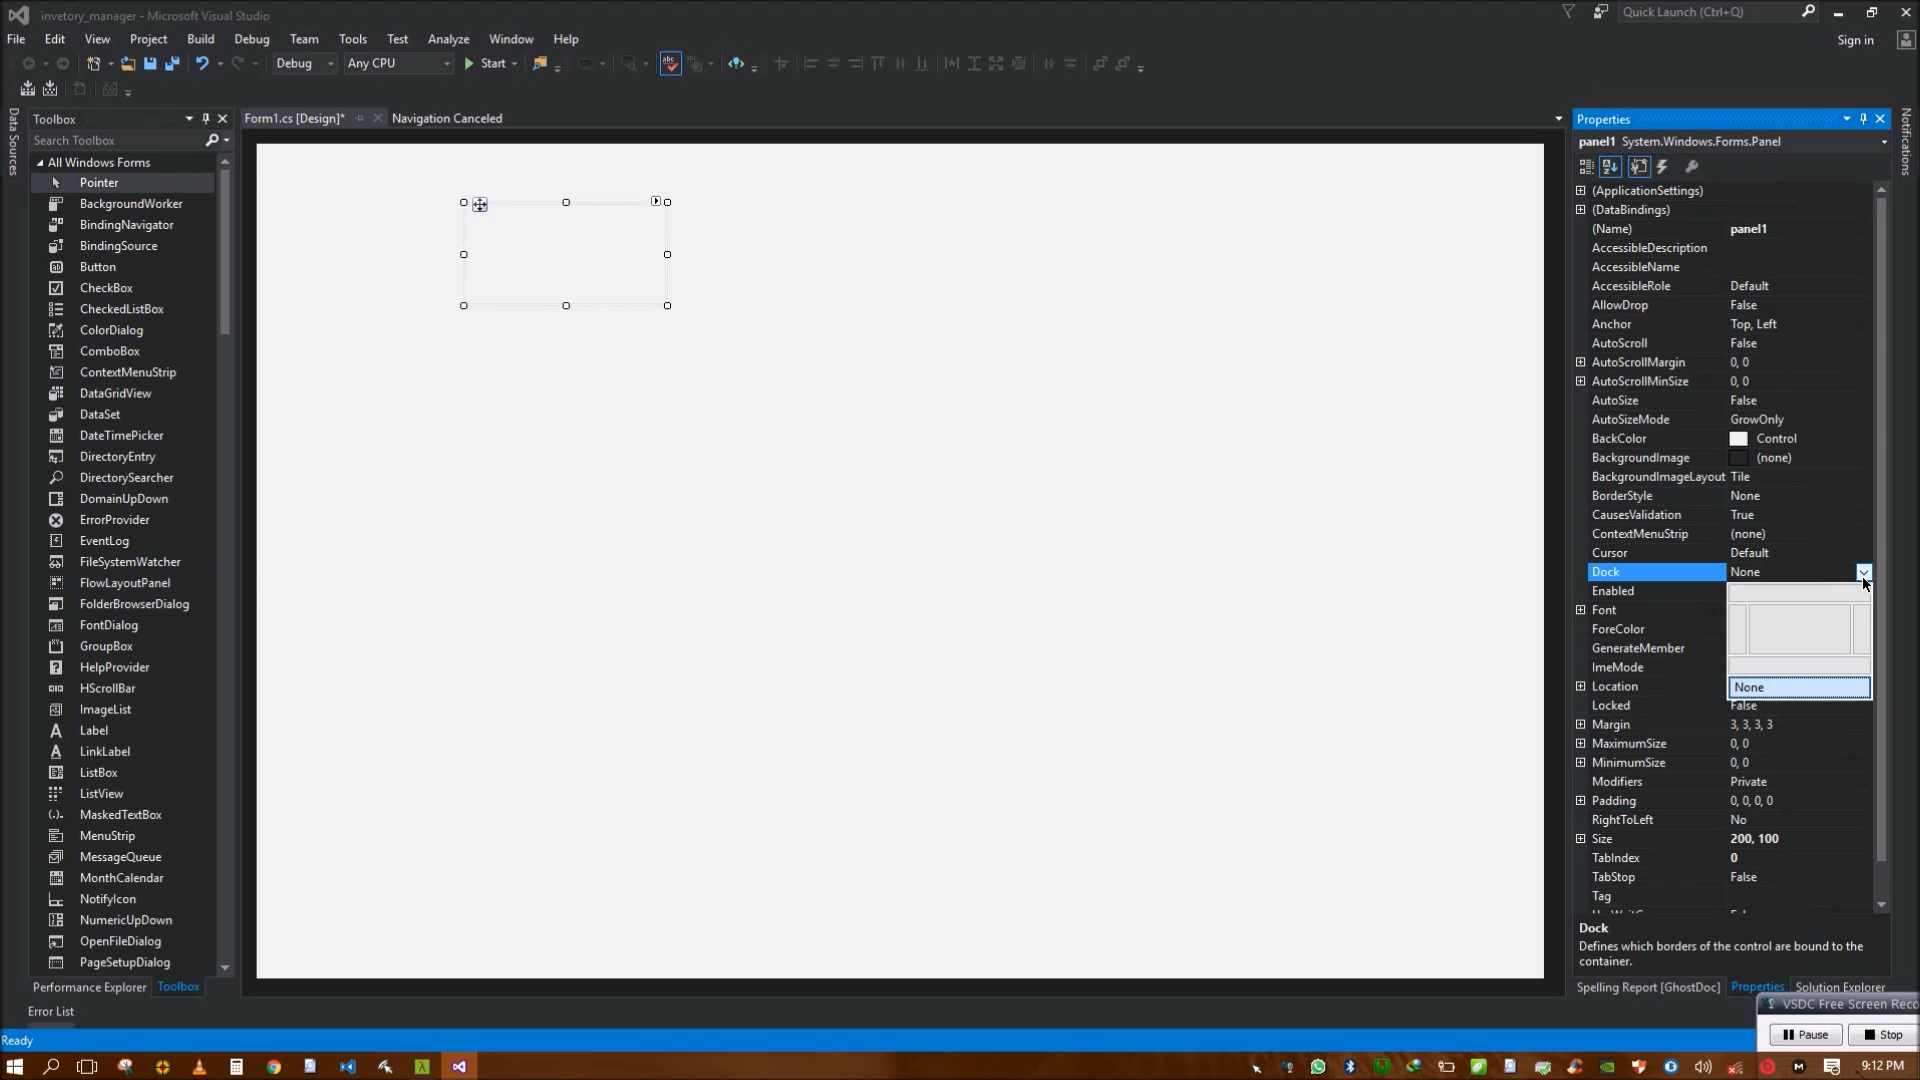 invetory_manager - Microsoft Visual Studio
Quick Launch (Ctrl+Q)
File Edit View Project Build Debug Team Tools Test Analyze Window Help
Sign in
Debug Any CPU Start
Data Sources
Toolbox
Search Toolbox
All Windows Forms
Pointer
BackgroundWorker
BindingNavigator
BindingSource
Button
CheckBox
CheckedListBox
ColorDialog
ComboBox
ContextMenuStrip
DataGridView
DataSet
DateTimePicker
DirectoryEntry
DirectorySearcher
DomainUpDown
ErrorProvider
EventLog
FileSystemWatcher
FlowLayoutPanel
FolderBrowserDialog
FontDialog
GroupBox
HelpProvider
HScrollBar
ImageList
Label
LinkLabel
ListBox
ListView
MaskedTextBox
MenuStrip
MessageQueue
MonthCalendar
NotifyIcon
NumericUpDown
OpenFileDialog
PageSetupDialog
Performance Explorer Toolbox
Form1.cs [Design]* Navigation Canceled
Properties
panel1 System.Windows.Forms.Panel
(ApplicationSettings)
(DataBindings)
(Name) panel1
AccessibleDescription
AccessibleName
AccessibleRole Default
AllowDrop False
Anchor Top, Left
AutoScroll False
AutoScrollMargin 0, 0
AutoScrollMinSize 0, 0
AutoSize False
AutoSizeMode GrowOnly
BackColor Control
BackgroundImage (none)
BackgroundImageLayout Tile
BorderStyle None
CausesValidation True
ContextMenuStrip (none)
Cursor Default
Dock None
Enabled
Font
ForeColor
GenerateMember
ImeMode
Location None
Locked False
Margin 3, 3, 3, 3
MaximumSize 0, 0
MinimumSize 0, 0
Modifiers Private
Padding 0, 0, 0, 0
RightToLeft No
Size 200, 100
TabIndex 0
TabStop False
Tag
Dock
Defines which borders of the control are bound to the
container.
Spelling Report [GhostDoc] Properties Solution Explorer
Notifications
Error List
Ready
VSDC Free Screen Reco
Pause Stop
9:12 PM